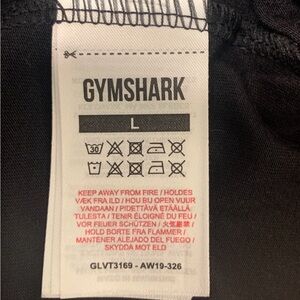 GYMSHARK
L
30
KEEP AWAY FROM FIRE / HOLDES
VÆK FRA ILD / HOU BIJ OPEN VUUR
VANDAAN / PIDETTÄVÄ ETÄÄLLÄ
TULESTA / TENIR ÉLOIGNÉ DU FEU /
VOR FEUER SCHÜTZEN / 火気厳禁 /
HOLD BORTE FRA FLAMMER /
MANTENER ALEJADO DEL FUEGO /
SKYDDA MOT ELD
GLVT3169 - AW19-326